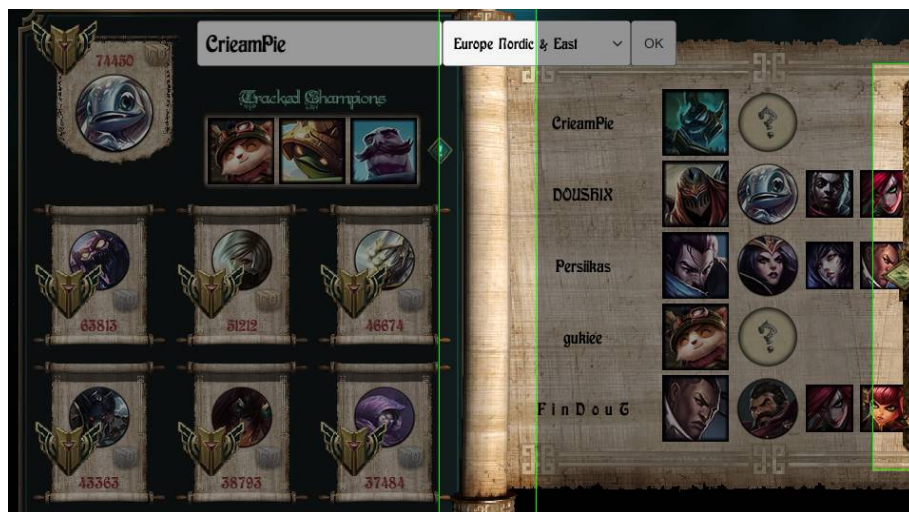 CrieamPie
Europe Nordic & East
OK
74450
Tracked Champions
CrieamPie
?
DOUSHIX
Persiikas
63813
51212
46674
gukiee
?
FinDouG
43363
38793
37484